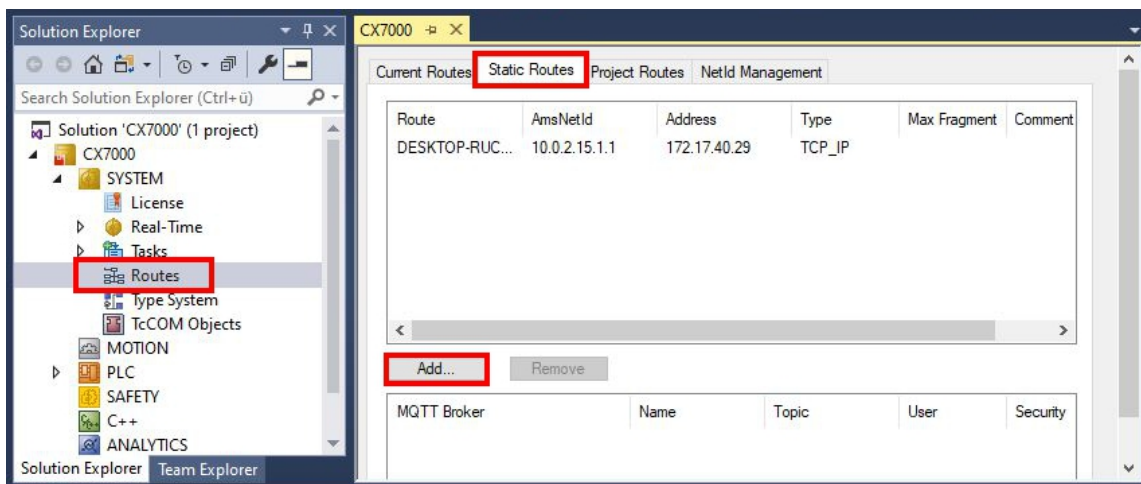 Solution Explorer
Search Solution Explorer (Ctrl+ü)
Solution 'CX7000' (1 project)
CX7000
SYSTEM
License
Real-Time
Tasks
Routes
Type System
TcCOM Objects
MOTION
PLC
SAFETY
C++
ANALYTICS
Solution Explorer Team Explorer
CX7000
Current Routes Static Routes Project Routes NetId Management
Route AmsNetId Address Type Max Fragment Comment
DESKTOP-RUC... 10.0.2.15.1.1 172.17.40.29 TCP_IP
Add... Remove
MQTT Broker Name Topic User Security